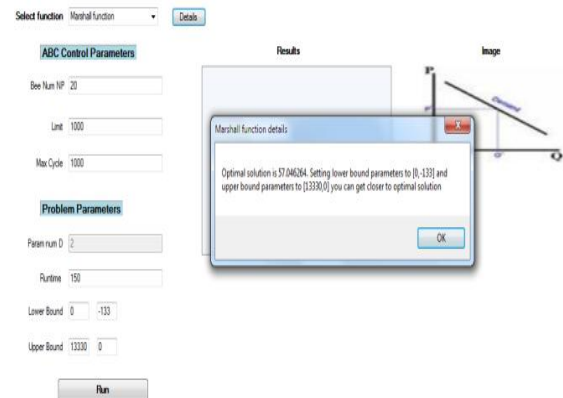 Select function Marshall function Details
ABC Control Parameters
Results
Image
Bee Num NP 20
Limit 1000
Max Cycle 1000
Problem Parameters
Param num D 2
Runtime 150
Lower Bound 0 -133
Upper Bound 13330 0
Run
P
Demand
Q
Marshall function details
Optimal solution is 57.046264. Setting lower bound parameters to [0,-133] and
upper bound parameters to [13330,0] you can get closer to optimal solution
OK